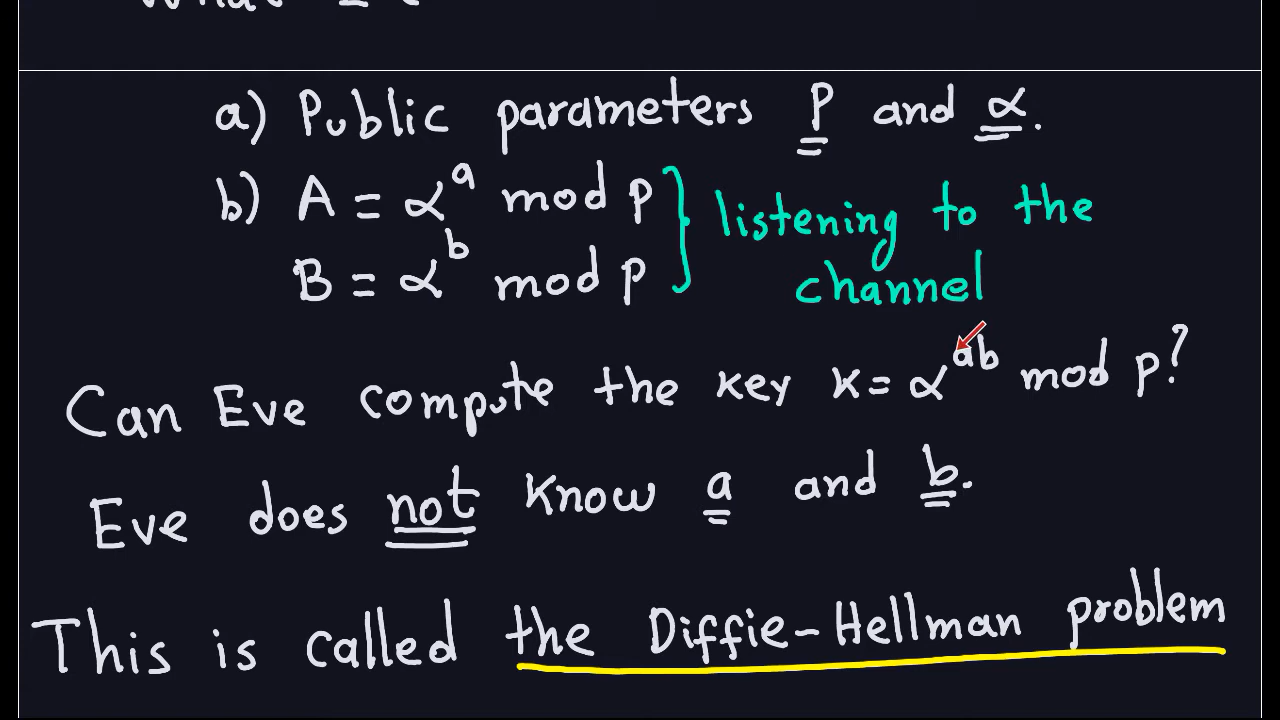 a) Public parameters p and α.
b) A = α^a mod p } listening to the
B = α^b mod p channel
Can Eve compute the key k = α^ab mod p?
Eve does not know a and b.
This is called the Diffie-Hellman problem